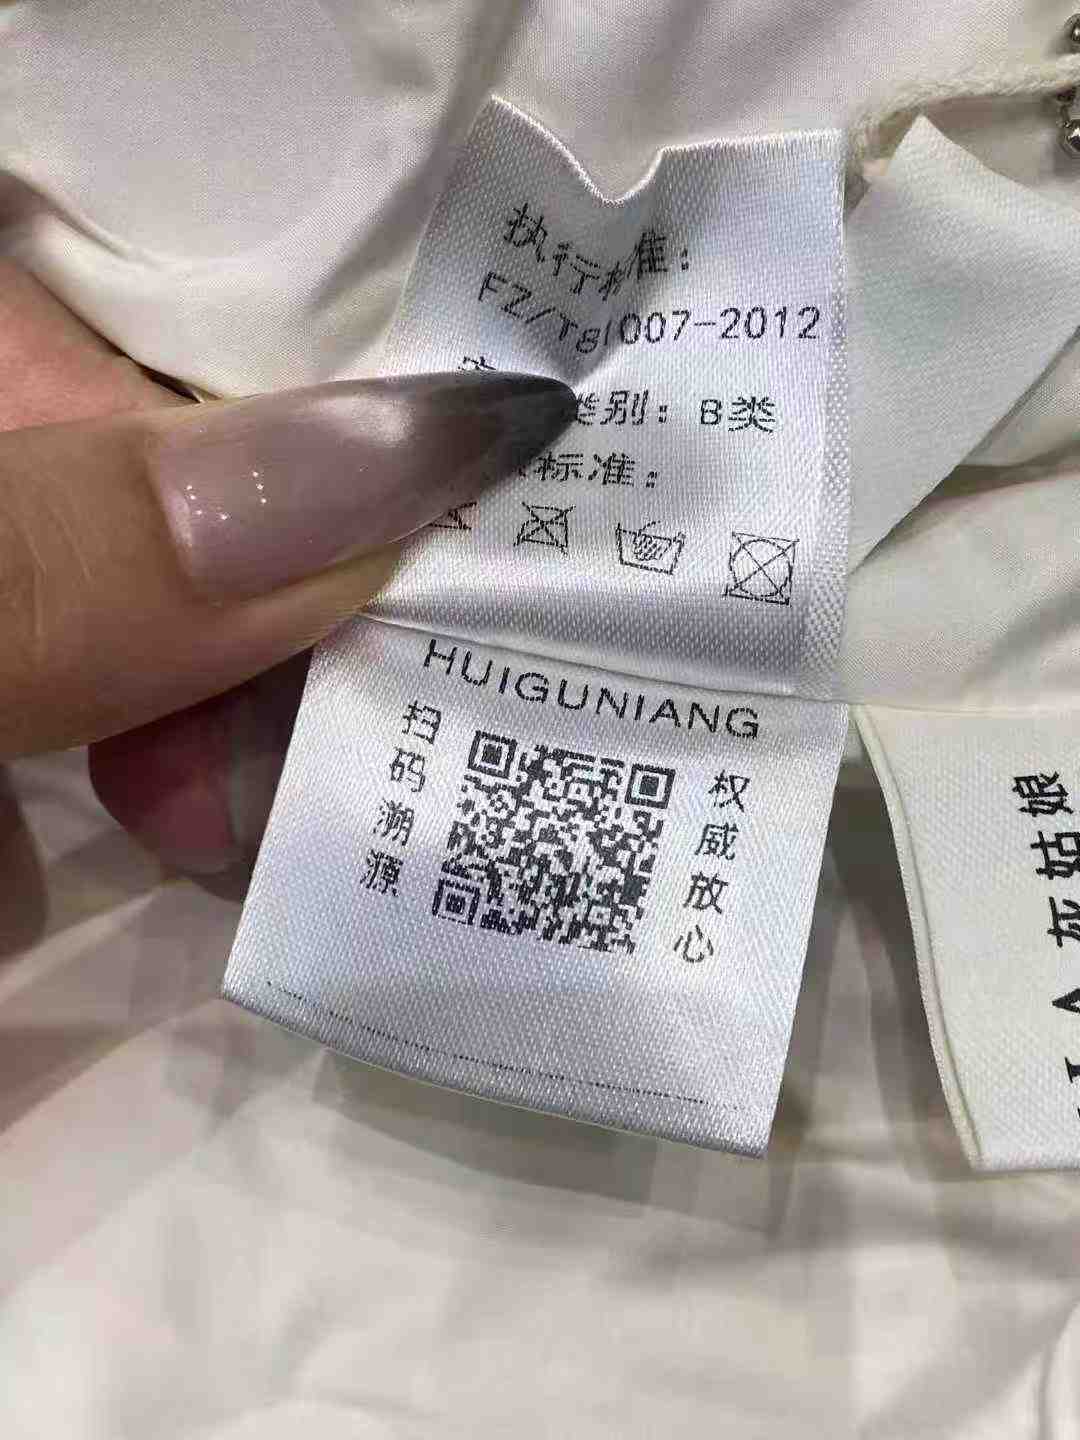 执行标准：
FZ/T81007-2012
类别：B类
标准：
HUIGUNIANG
扫码溯源
权威放心
灰姑娘